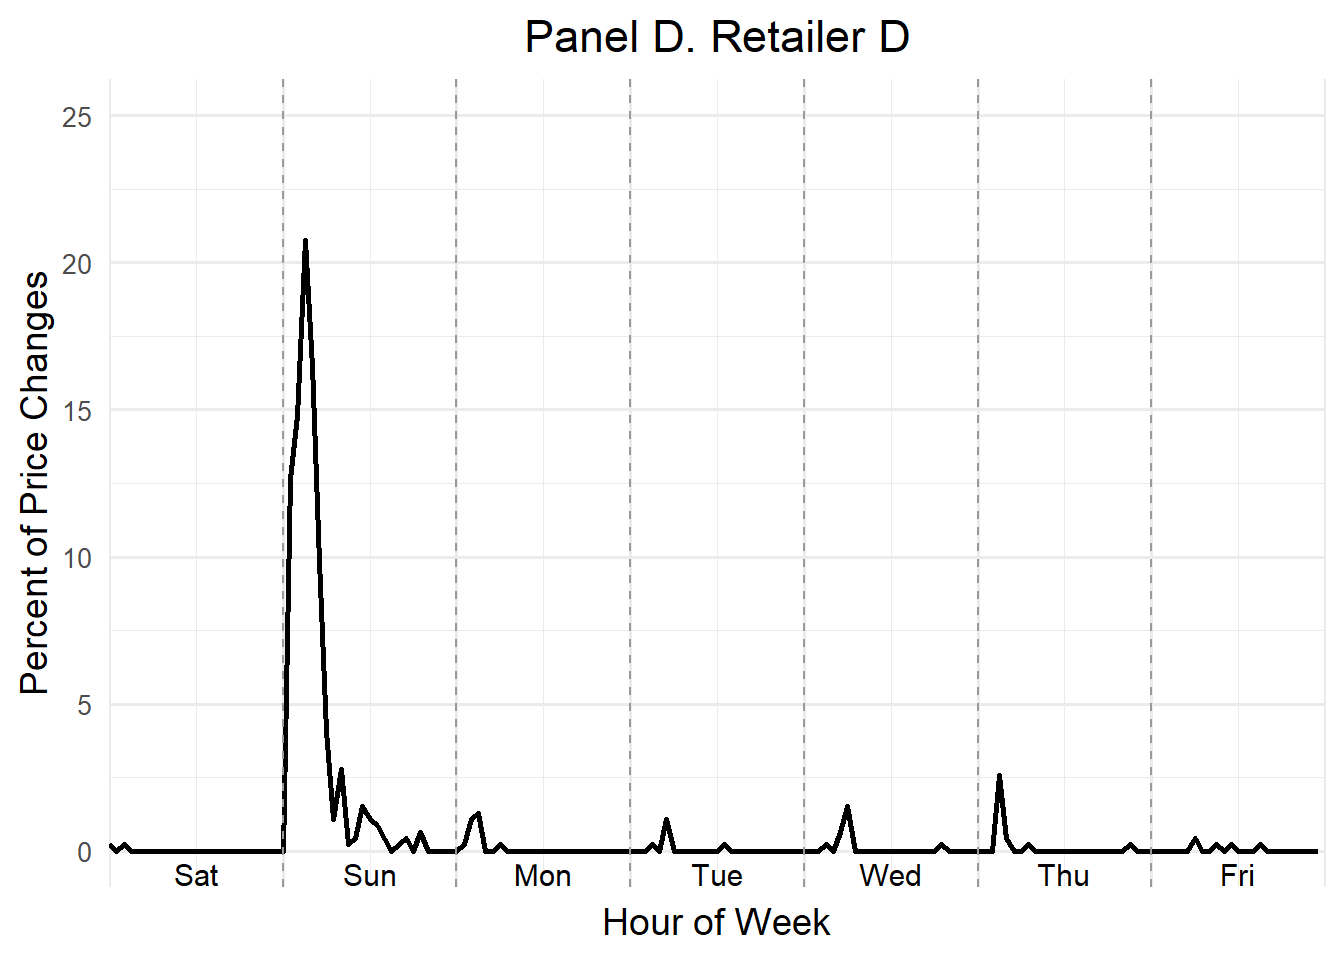 Panel D. Retailer D
Percent of Price Changes
25
20
15
10
5
0
Sat Sun Mon Tue Wed Thu Fri
Hour of Week